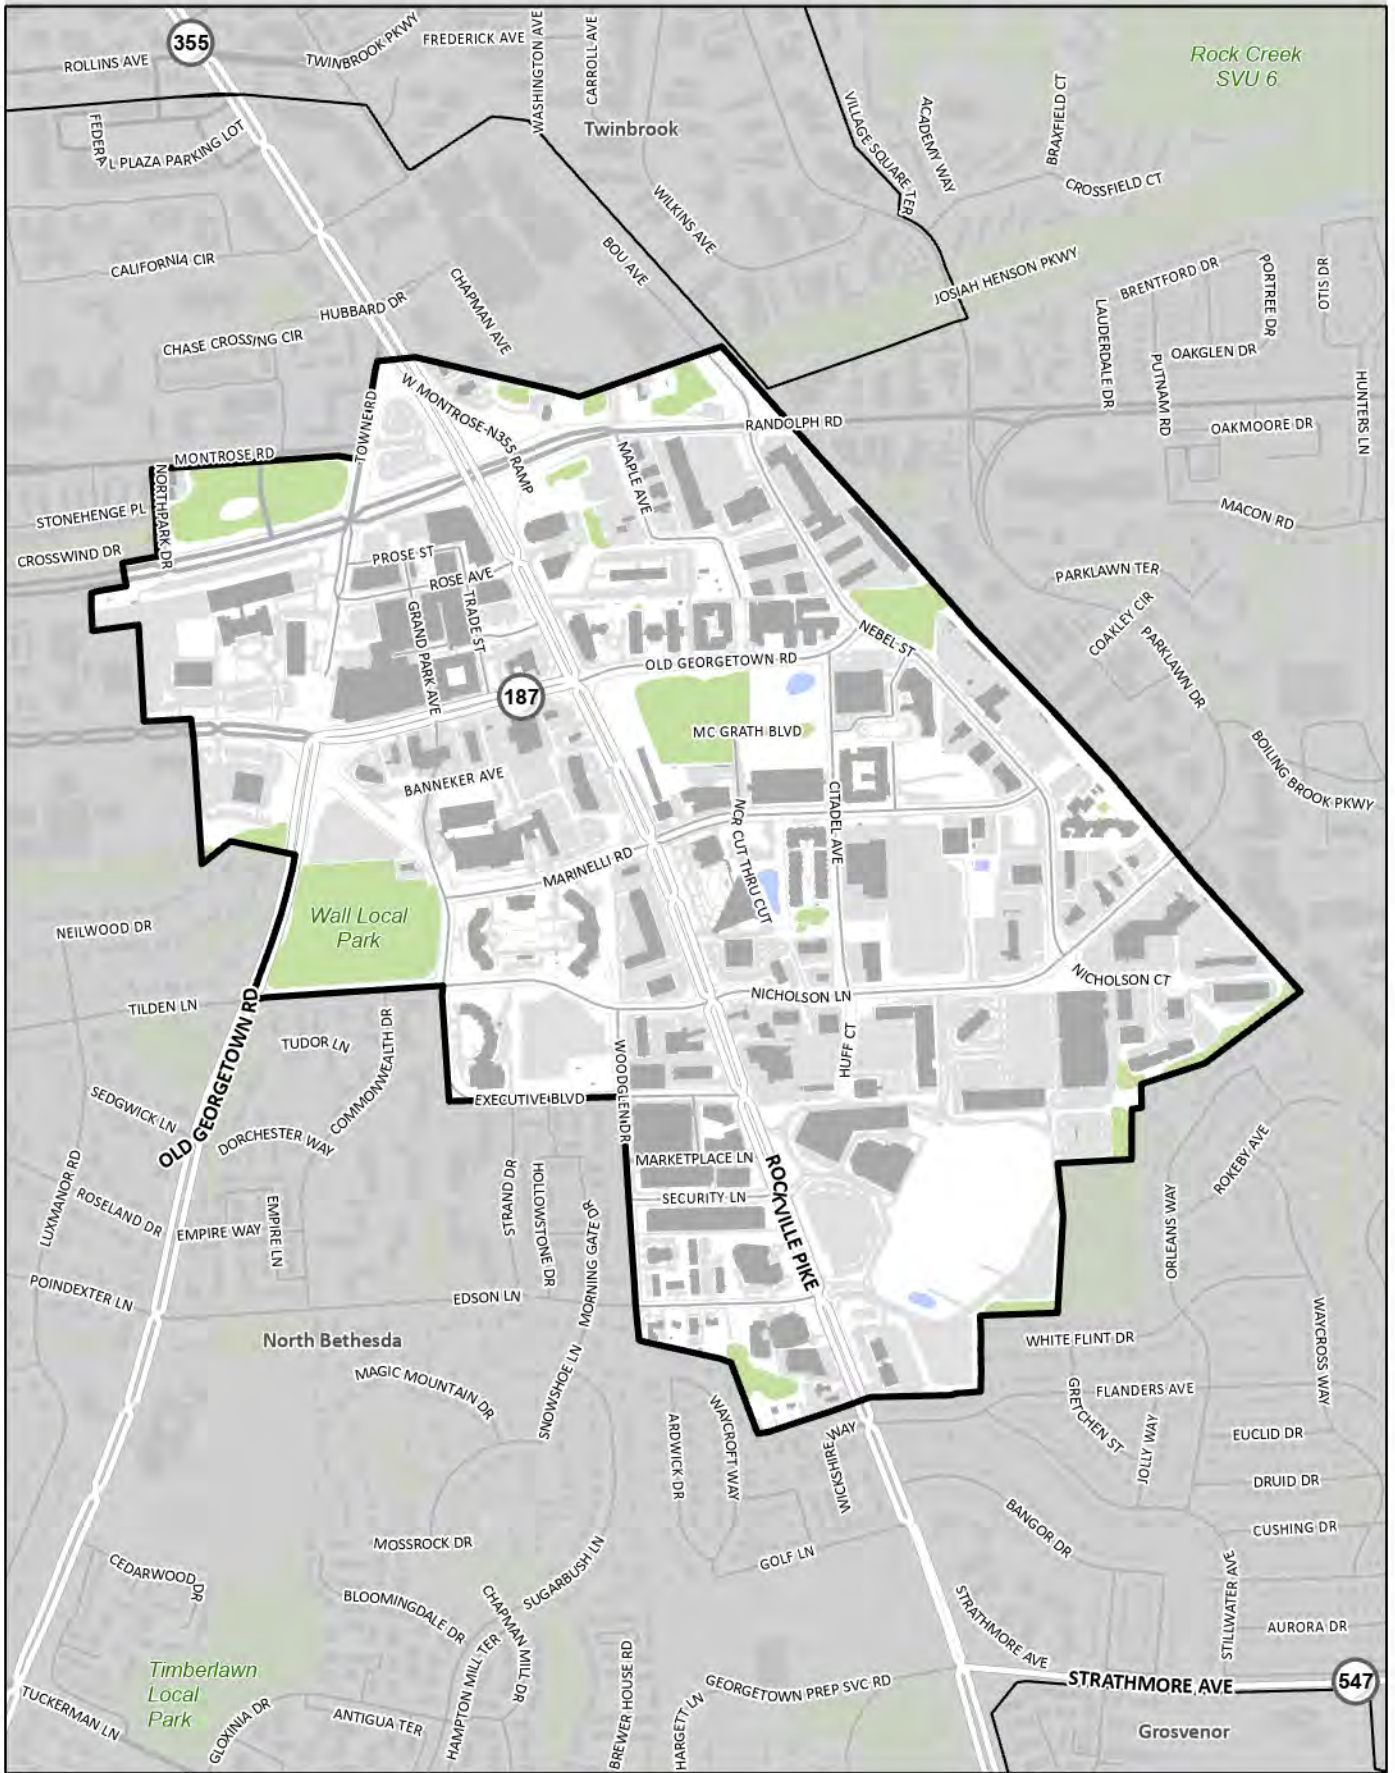 355
ROLLINS AVE
TWINBROOK PKWY
FREDERICK AVE
WASHINGTON AVE
CARROLL AVE
Rock Creek
SVU 6
FEDERAL PLAZA PARKING LOT
Twinbrook
VILLAGE SQUARE TER
ACADEMY WAY
BRAXFIELD CT
CROSSFIELD CT
WILKINS AVE
BOU AVE
CALIFORNIA CIR
HUBBARD DR
CHAPMAN AVE
CHASE CROSSING CIR
JOSIAH HENSON PKWY
BRENTFORD DR
PORTREE DR
OTIS DR
LAUDERDALE DR
PUTNAM RD
OAKGLEN DR
HUNTERS LN
OAKMOORE DR
MACON RD
TOWNE RD
W MONTROSE-N355 RAMP
RANDOLPH RD
MAPLE AVE
MONTROSE RD
NORTHPARK DR
STONEHENGE PL
CROSSWIND DR
PROSE ST
ROSE AVE
TRADE ST
GRAND PARK AVE
PARKLAWN TER
COAKLEY CIR
PARKLAWN DR
BOILING BROOK PKWY
NEBEL ST
OLD GEORGETOWN RD
187
MC GRATH BLVD
BANNEKER AVE
CITADEL AVE
NCR CUT THRU CUT
MARINELLI RD
Wall Local
Park
NEILWOOD DR
TILDEN LN
NICHOLSON LN
NICHOLSON CT
HUFF CT
TUDOR LN
COMMONWEALTH DR
WOODGLEN DR
EXECUTIVE BLVD
OLD GEORGETOWN RD
SEDGWICK LN
DORCHESTER WAY
LUXMANOR RD
ROSELAND DR
EMPIRE WAY
EMPIRE LN
STRAND DR
HOLLOWSTONE DR
MORNING GATE DR
MARKETPLACE LN
SECURITY LN
ROCKVILLE PIKE
ROKEBY AVE
ORLEANS WAY
POINDEXTER LN
EDSON LN
North Bethesda
WHITE FLINT DR
WAYCROSS WAY
MAGIC MOUNTAIN DR
SNOWSHOE LN
ARDWICK DR
WAYCROFT WAY
WICKSHIRE WAY
GRETCHEN ST
FLANDERS AVE
JOLLY WAY
EUCLID DR
DRUID DR
CUSHING DR
BANGOR DR
MOSSROCK DR
SUGARBUSH LN
GOLF LN
CEDARWOOD DR
BLOOMINGDALE DR
CHAPMAN MILL DR
STRATHMORE AVE
STILLWATER AVE
AURORA DR
Timberlawn
Local
Park
TUCKERMAN LN
GLOXINIA DR
ANTIGUA TER
HAMPTON MILL TER
BREWER HOUSE RD
HARGETT LN
GEORGETOWN PREP SVC RD
STRATHMORE AVE
547
Grosvenor